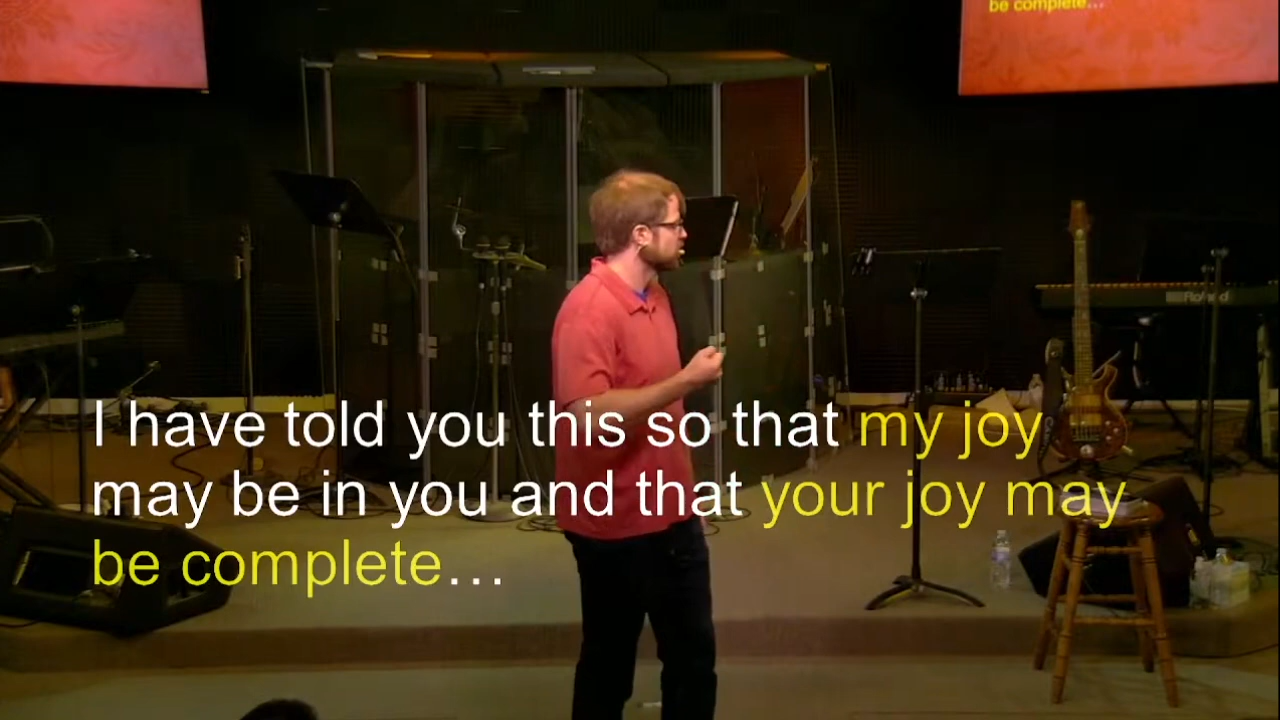 be complete...
Roland
I have told you this so that my joy
may be in you and that your joy may
be complete...